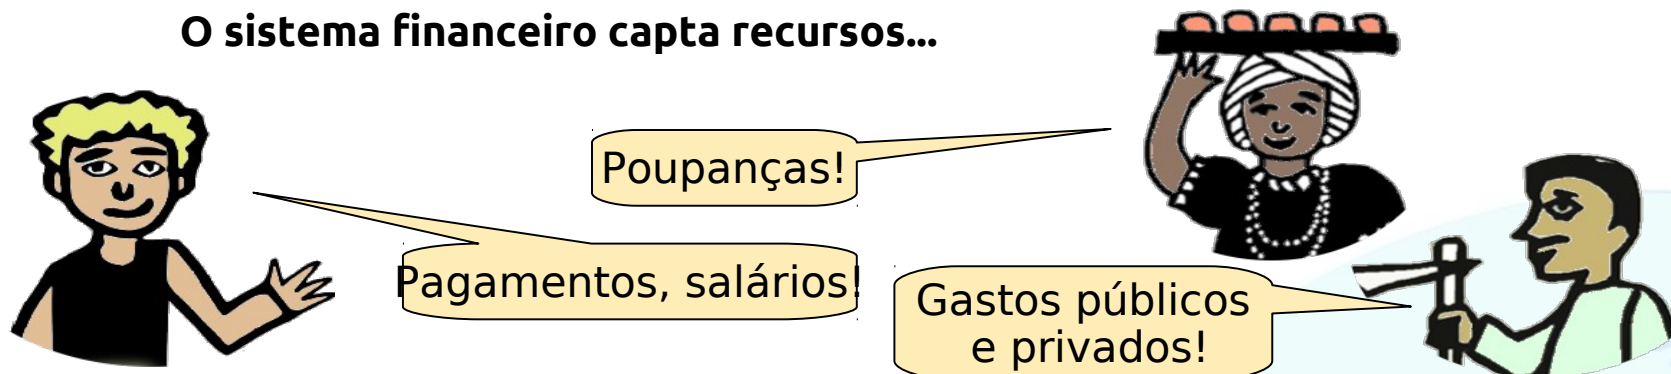 O sistema financeiro capta recursos...
Poupanças!
Pagamentos, salários!
Gastos públicos
e privados!